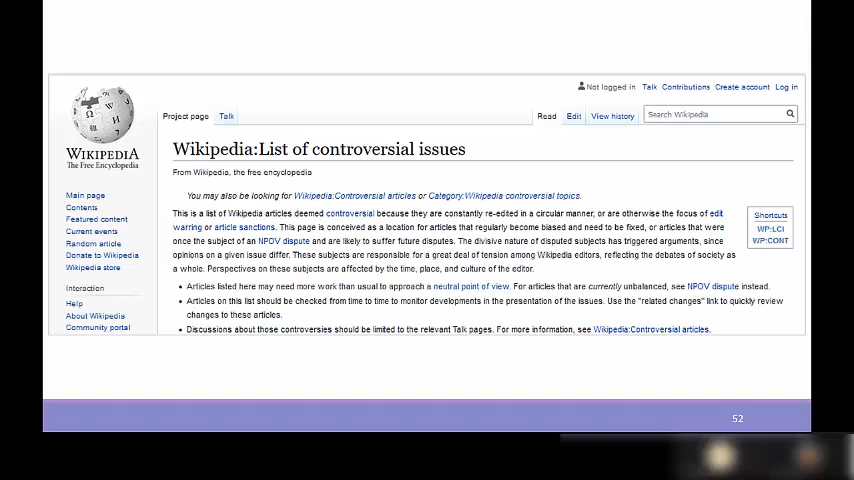 Not logged in Talk Contributions Create account Log in
Project page Talk Read Edit View history Search Wikipedia
WIKIPEDIA
The Free Encyclopedia
Wikipedia:List of controversial issues
From Wikipedia, the free encyclopedia
You may also be looking for Wikipedia:Controversial articles or Category:Wikipedia controversial topics.
This is a list of Wikipedia articles deemed controversial because they are constantly re-edited in a circular manner, or are otherwise the focus of edit
warring or article sanctions. This page is conceived as a location for articles that regularly become biased and need to be fixed, or articles that were
once the subject of an NPOV dispute and are likely to suffer future disputes. The divisive nature of disputed subjects has triggered arguments, since
opinions on a given issue differ. These subjects are responsible for a great deal of tension among Wikipedia editors, reflecting the debates of society as
a whole. Perspectives on these subjects are affected by the time, place, and culture of the editor.
Shortcuts
WP:LCI
WP:CONT
• Articles listed here may need more work than usual to approach a neutral point of view. For articles that are currently unbalanced, see NPOV dispute instead.
• Articles on this list should be checked from time to time to monitor developments in the presentation of the issues. Use the "related changes" link to quickly review
changes to these articles.
• Discussions about those controversies should be limited to the relevant Talk pages. For more information, see Wikipedia:Controversial articles.
Main page
Contents
Featured content
Current events
Random article
Donate to Wikipedia
Wikipedia store
Interaction
Help
About Wikipedia
Community portal
52